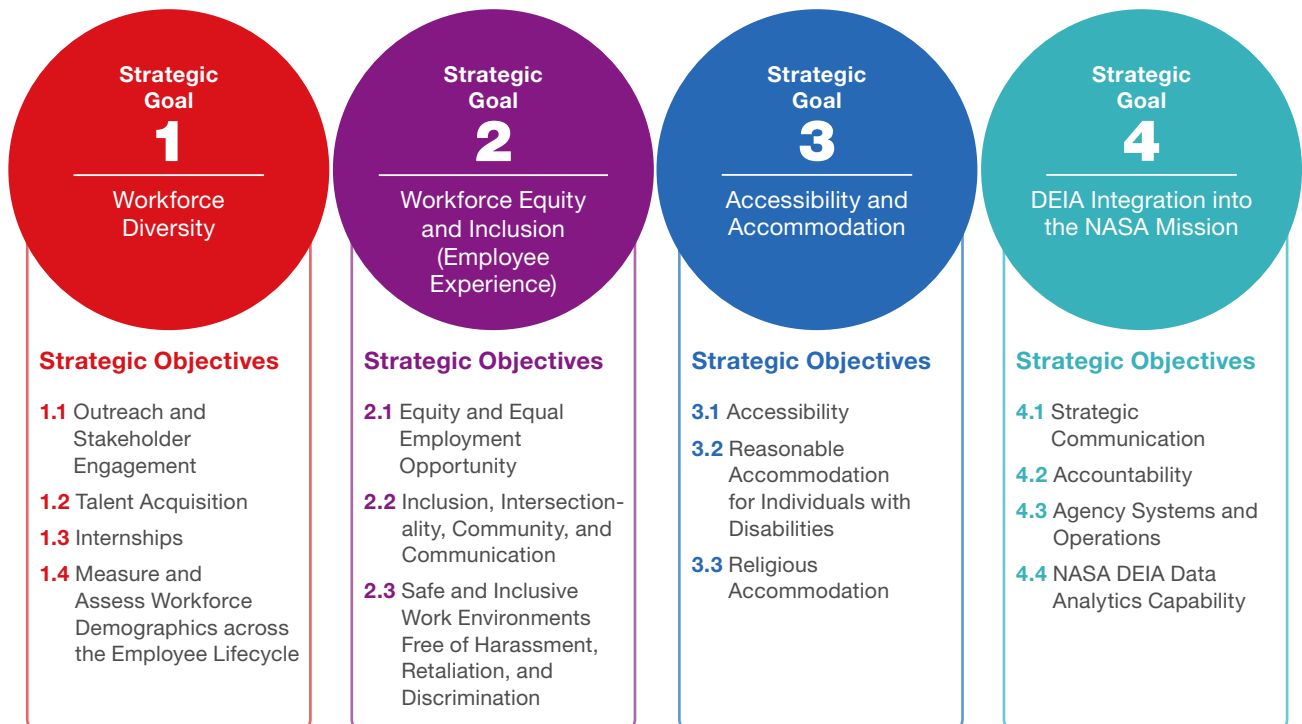 Strategic
Goal
1
Workforce
Diversity
Strategic Objectives
1.1 Outreach and
Stakeholder
Engagement
1.2 Talent Acquisition
1.3 Internships
1.4 Measure and
Assess Workforce
Demographics across
the Employee Lifecycle
Strategic
Goal
2
Workforce Equity
and Inclusion
(Employee
Experience)
Strategic Objectives
2.1 Equity and Equal
Employment
Opportunity
2.2 Inclusion, Intersection-
ality, Community, and
Communication
2.3 Safe and Inclusive
Work Environments
Free of Harassment,
Retaliation, and
Discrimination
Strategic
Goal
3
Accessibility and
Accommodation
Strategic Objectives
3.1 Accessibility
3.2 Reasonable
Accommodation
for Individuals with
Disabilities
3.3 Religious
Accommodation
Strategic
Goal
4
DEIA Integration into
the NASA Mission
Strategic Objectives
4.1 Strategic
Communication
4.2 Accountability
4.3 Agency Systems and
Operations
4.4 NASA DEIA Data
Analytics Capability